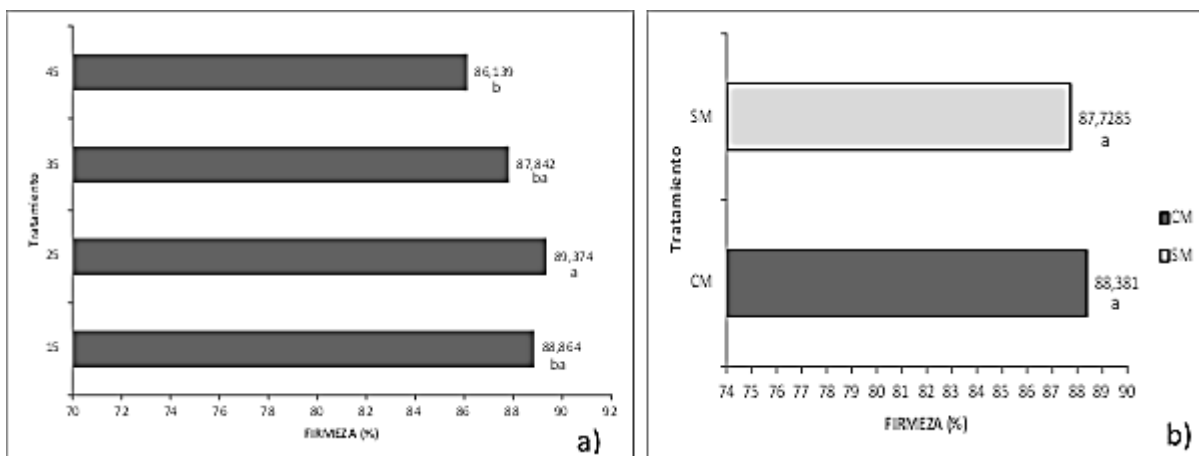 45
86,139
b
35
87,842
ba
25
89,374
a
15
88,864
ba
Tratamiento
70 72 74 76 78 80 82 84 86 88 90 92
FIRMEZA (%)
a)
SM
87,7285
a
CM
88,381
a
Tratamiento
74 75 76 77 78 79 80 81 82 83 84 85 86 87 88 89 90
FIRMEZA (%)
CM
SM
b)